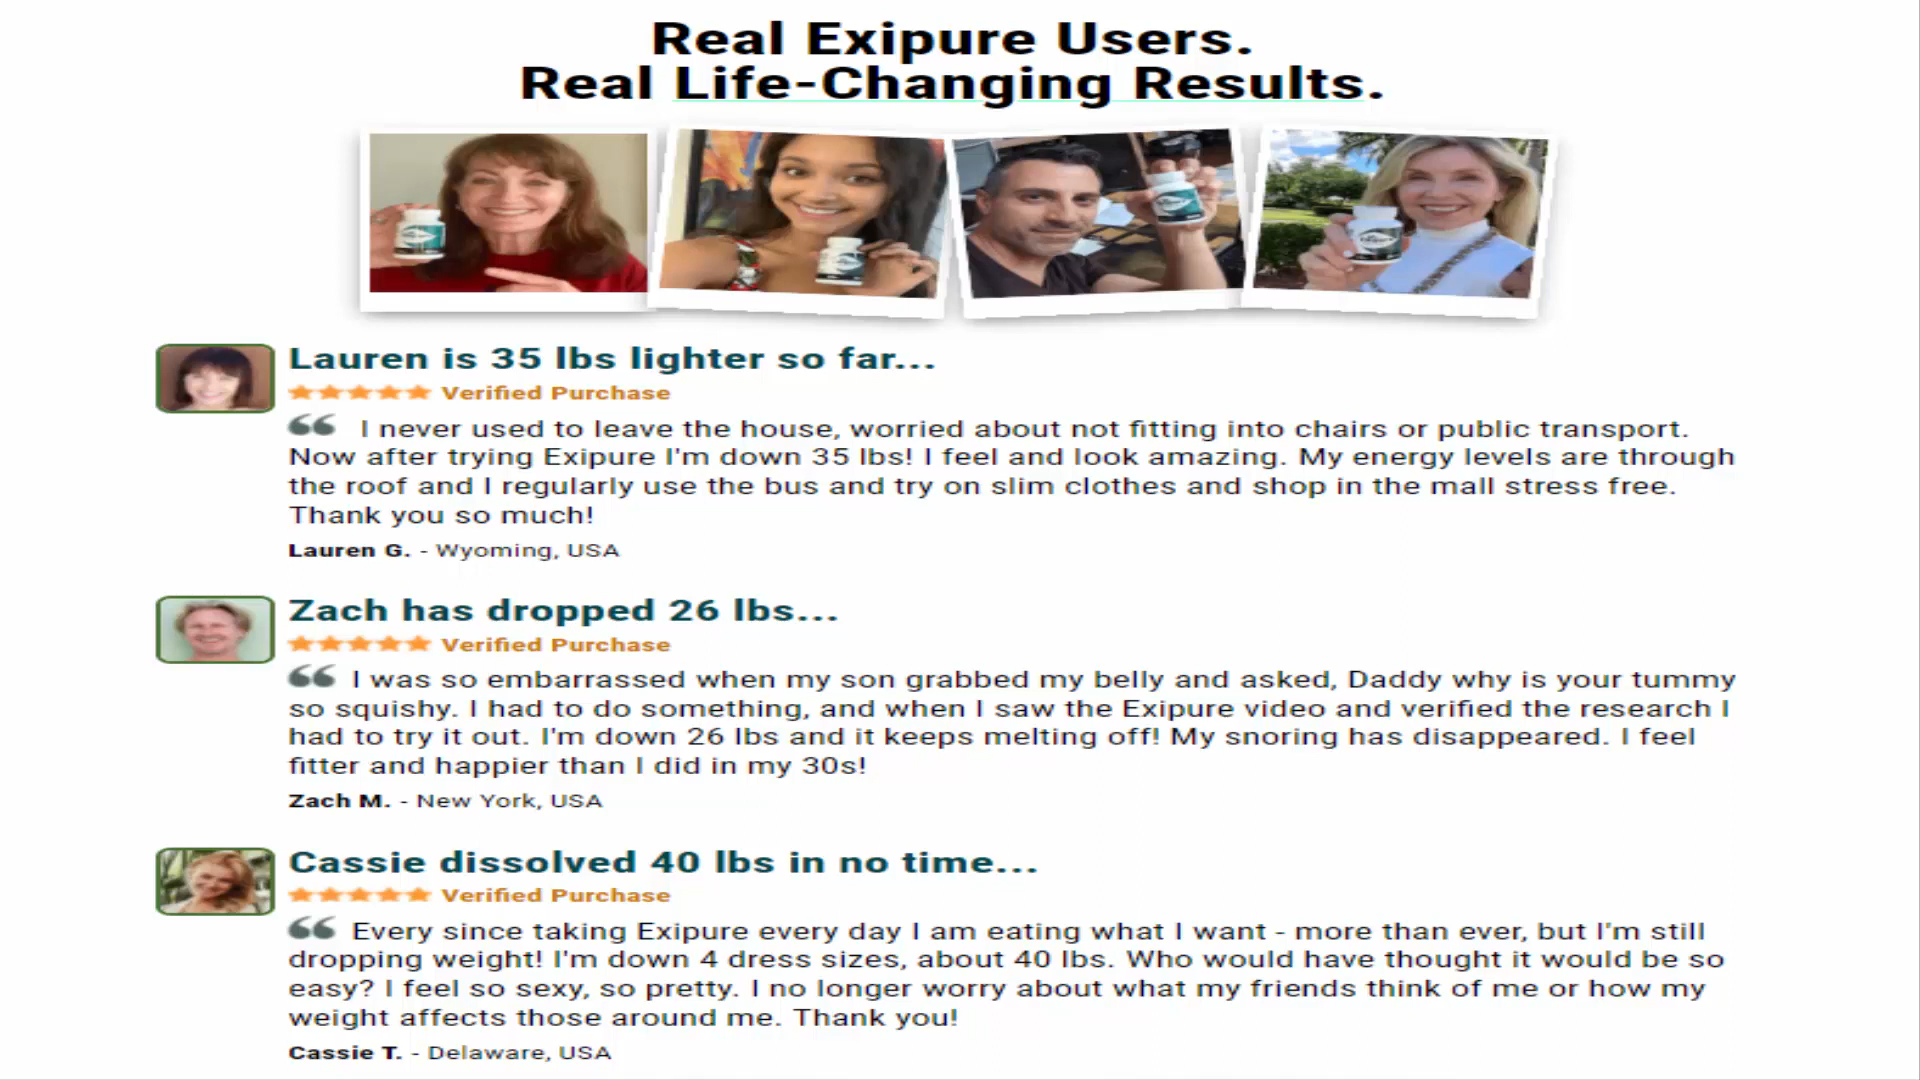 Real Exipure Users.
Real Life-Changing Results.
Lauren is 35 lbs lighter so far...
Verified Purchase
“ I never used to leave the house, worried about not fitting into chairs or public transport.
Now after trying Exipure I'm down 35 lbs! I feel and look amazing. My energy levels are through
the roof and I regularly use the bus and try on slim clothes and shop in the mall stress free.
Thank you so much!
Lauren G. - Wyoming, USA
Zach has dropped 26 lbs...
Verified Purchase
“ I was so embarrassed when my son grabbed my belly and asked, Daddy why is your tummy
so squishy. I had to do something, and when I saw the Exipure video and verified the research I
had to try it out. I'm down 26 lbs and it keeps melting off! My snoring has disappeared. I feel
fitter and happier than I did in my 30s!
Zach M. - New York, USA
Cassie dissolved 40 lbs in no time...
Verified Purchase
“ Every since taking Exipure every day I am eating what I want - more than ever, but I'm still
dropping weight! I'm down 4 dress sizes, about 40 lbs. Who would have thought it would be so
easy? I feel so sexy, so pretty. I no longer worry about what my friends think of me or how my
weight affects those around me. Thank you!
Cassie T. - Delaware, USA